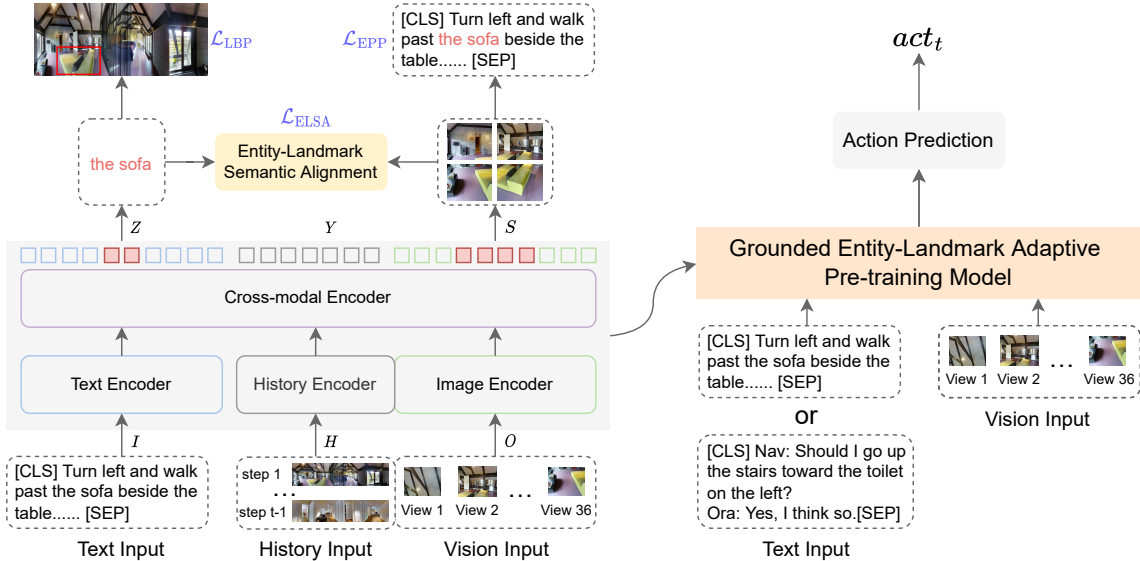 ℒ_LBP
ℒ_EPP
[CLS] Turn left and walk
past the sofa beside the
table...... [SEP]
ℒ_ELSA
the sofa
Entity-Landmark
Semantic Alignment
Z
Y
S
Cross-modal Encoder
Text Encoder
History Encoder
Image Encoder
I
H
O
[CLS] Turn left and walk
past the sofa beside the
table...... [SEP]
step 1
...
step t-1
View 1
View 2
...
View 36
Text Input
History Input
Vision Input
act_t
Action Prediction
Grounded Entity-Landmark Adaptive
Pre-training Model
[CLS] Turn left and walk
past the sofa beside the
table...... [SEP]
View 1
View 2
...
View 36
or
Vision Input
[CLS] Nav: Should I go up
the stairs toward the toilet
on the left?
Ora: Yes, I think so.[SEP]
Text Input